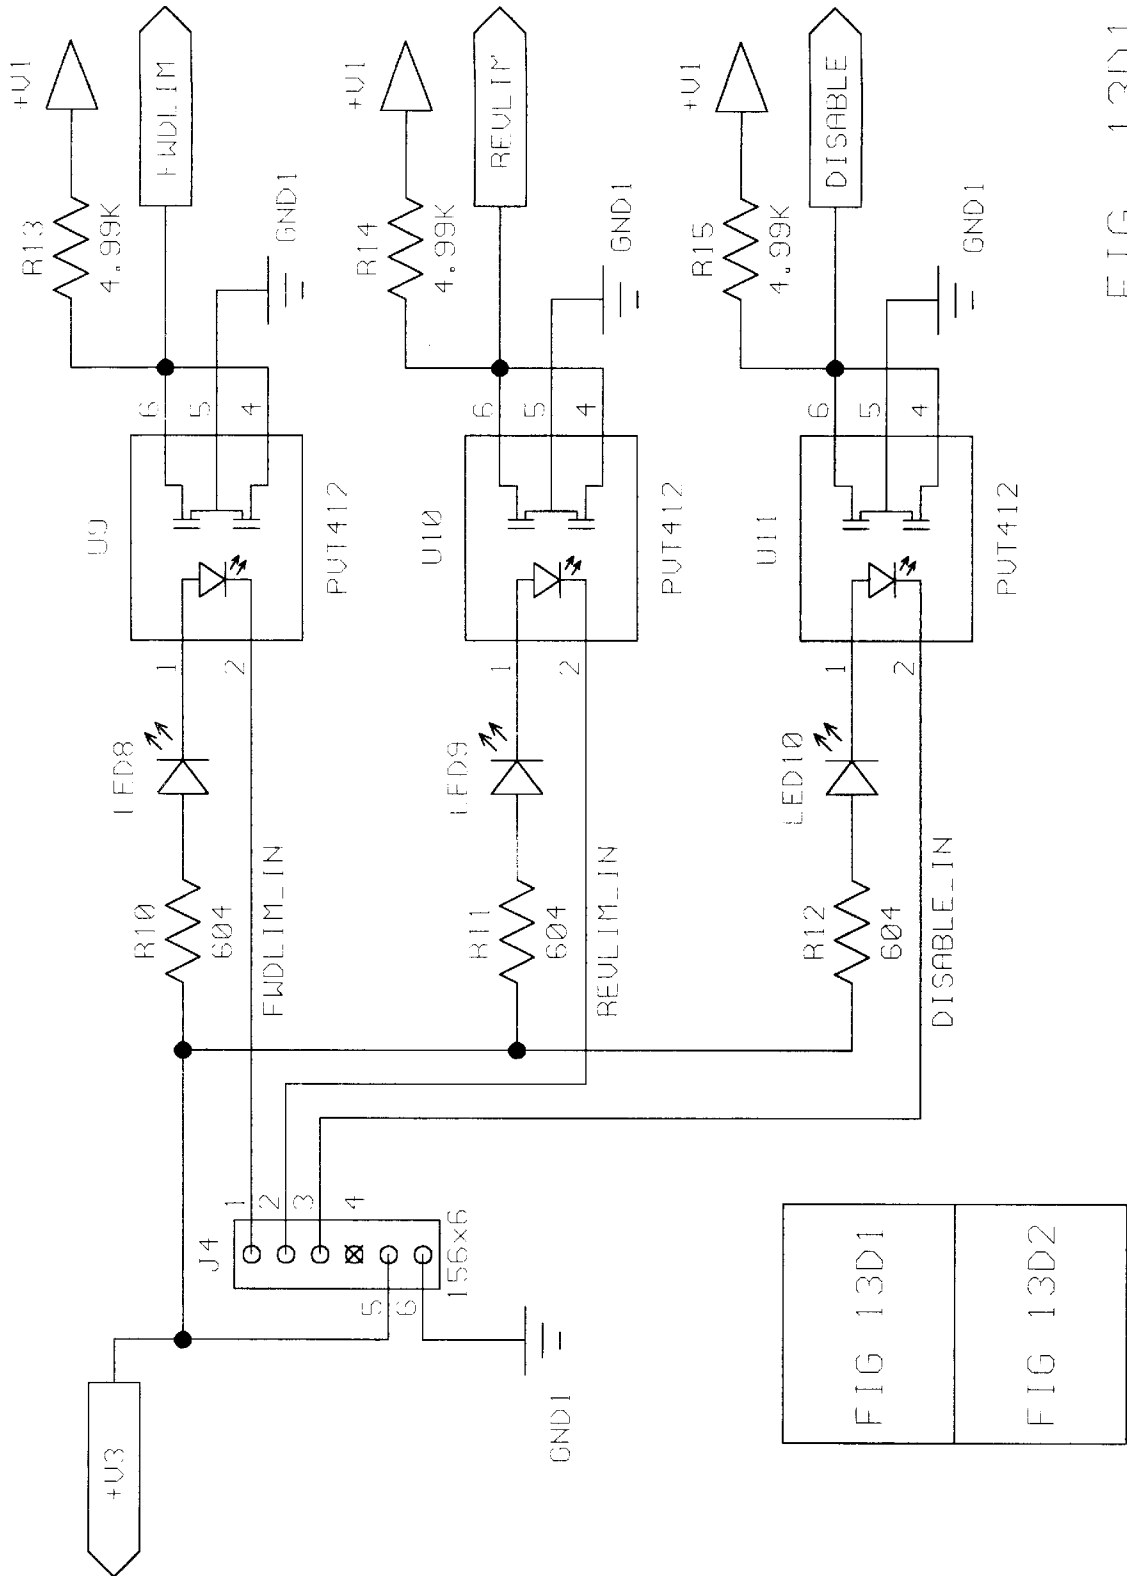 +V3
J4
1
2
3
4
5
6
156x6
GND1
R10
604
LED8
FWDLIM_IN
1
2
U9
PVT412
6
5
4
R13
4.99K
+V1
FWDLIM
GND1
R11
604
LED9
REVLIM_IN
1
2
U10
PVT412
6
5
4
R14
4.99K
+V1
REVLIM
GND1
R12
604
LED10
DISABLE_IN
1
2
U11
PVT412
6
5
4
R15
4.99K
+V1
DISABLE
GND1
FIG 13D1
FIG 13D2
FIG 13D1